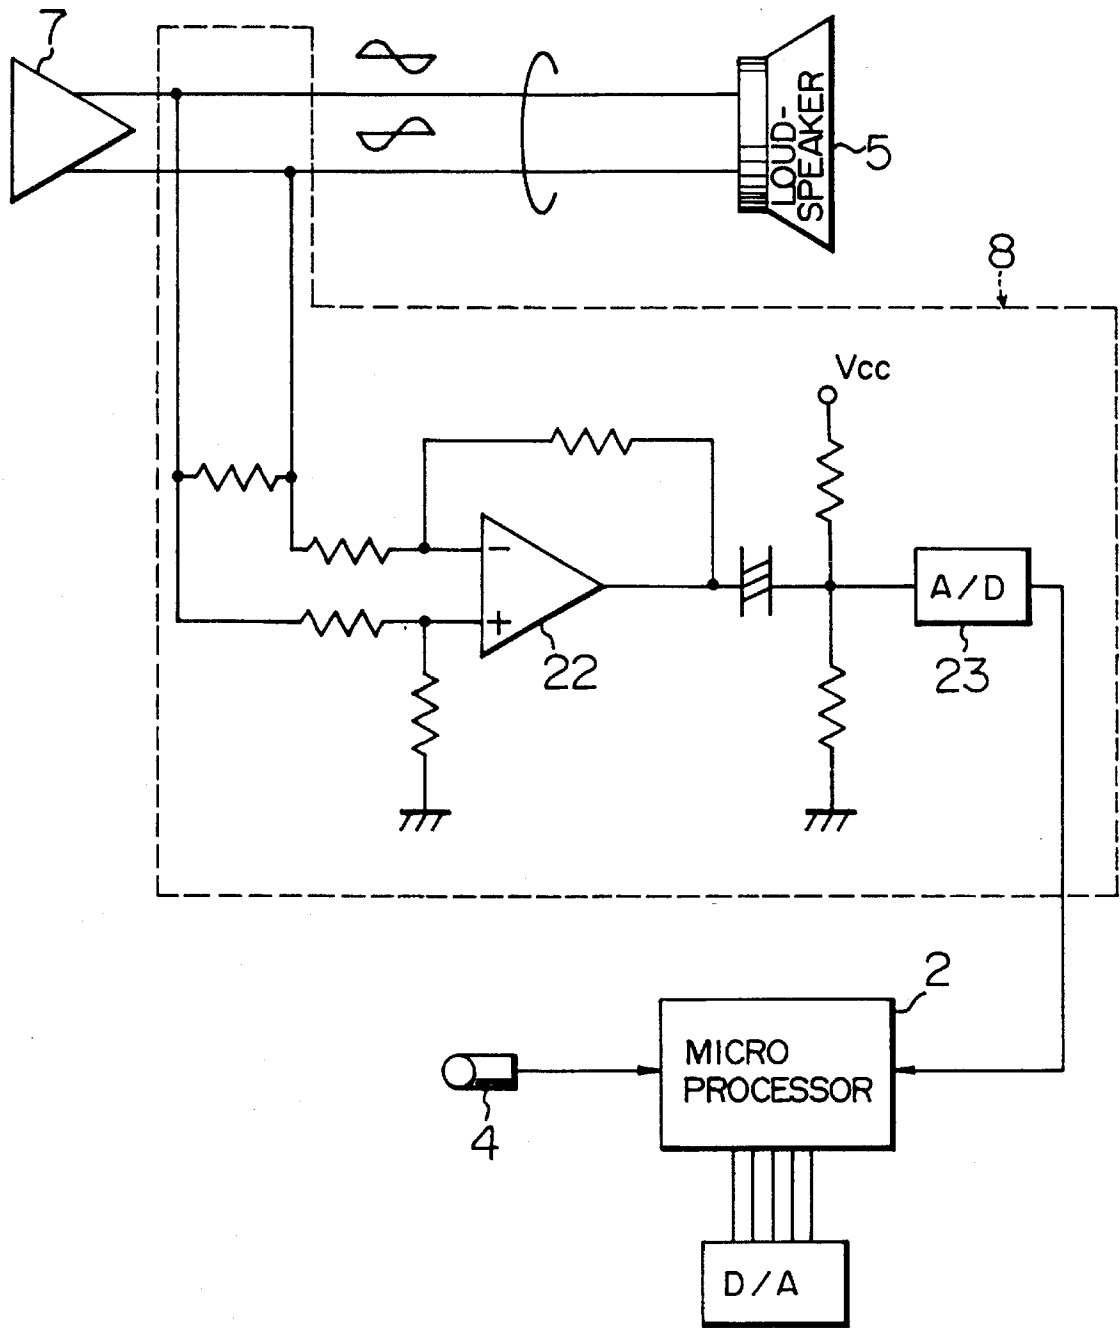 7
LOUD-
SPEAKER
5
8
Vcc
−
+
22
A/D
23
2
MICRO
PROCESSOR
4
D/A